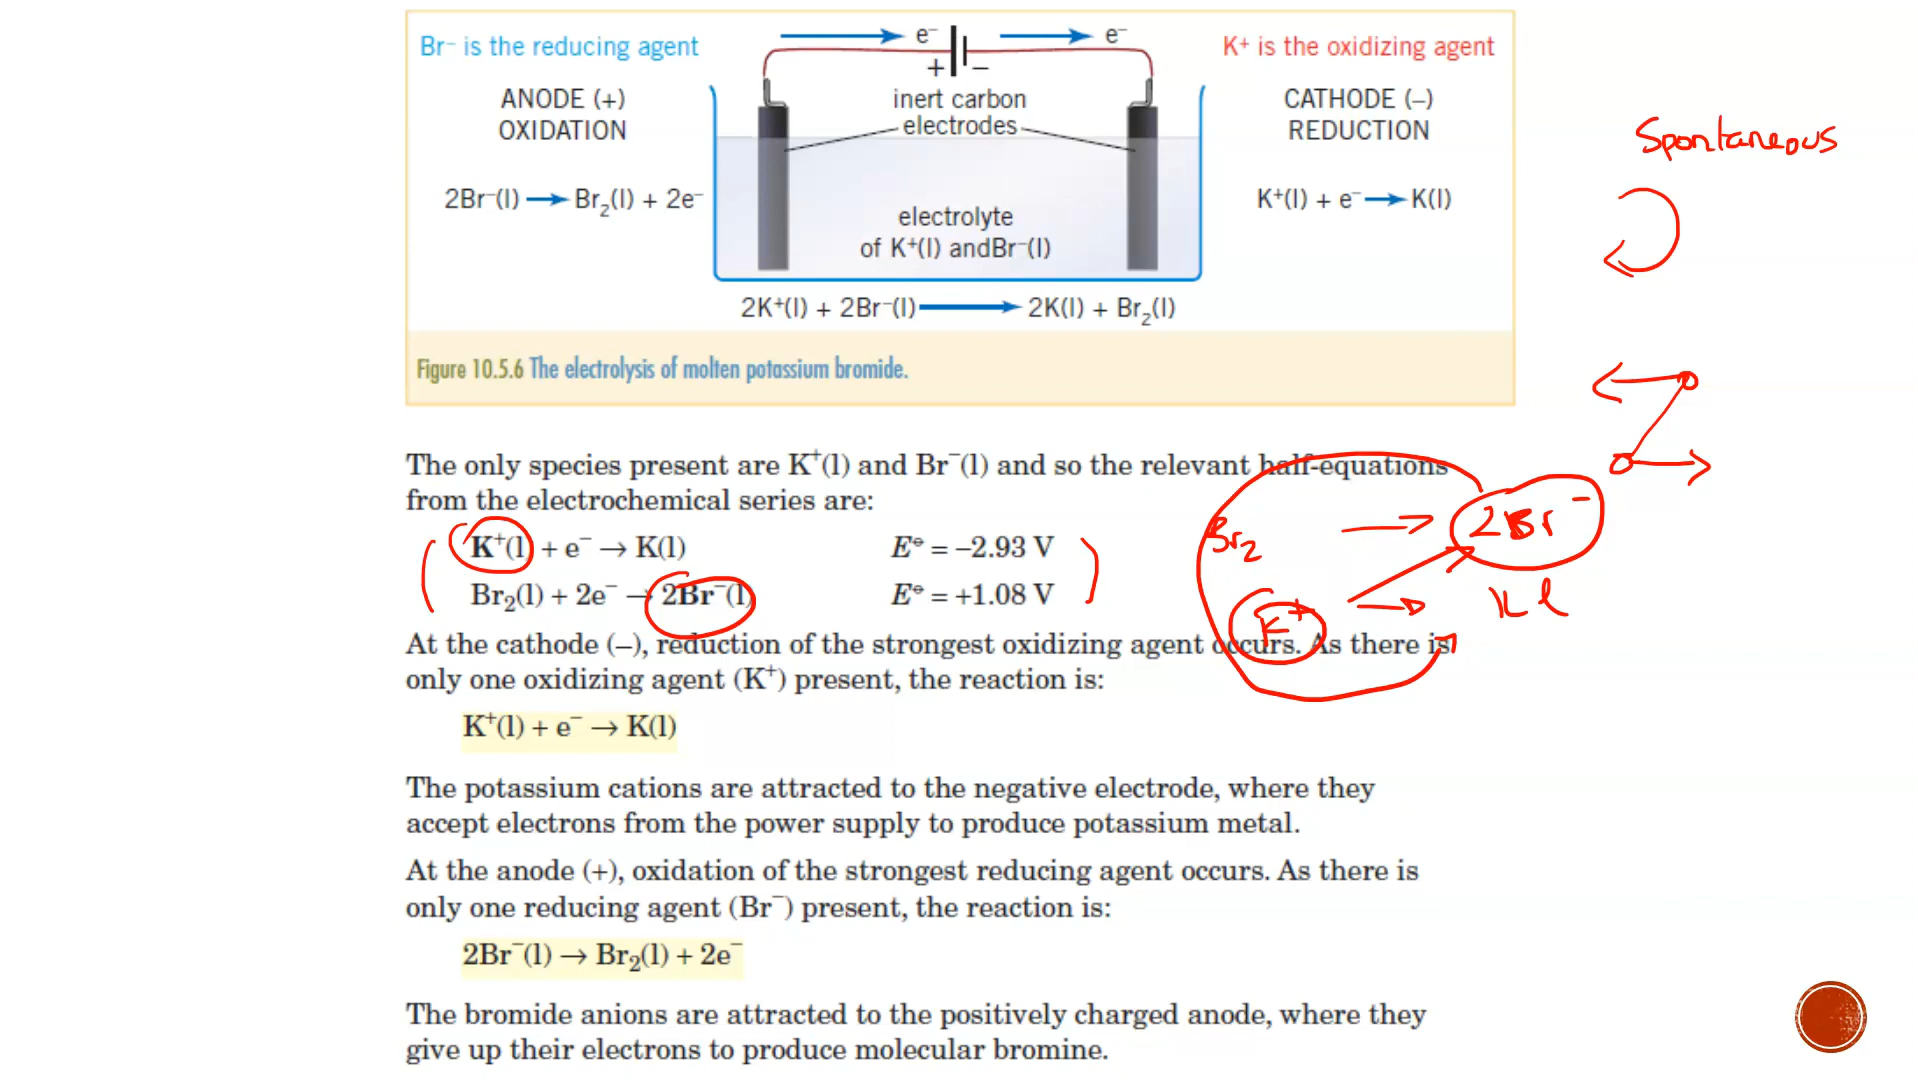 Br⁻ is the reducing agent
e⁻
e⁻
K⁺ is the oxidizing agent
+
−
ANODE (+)
OXIDATION
inert carbon
electrodes
CATHODE (−)
REDUCTION
Spontaneous
2Br⁻(l) → Br₂(l) + 2e⁻
K⁺(l) + e⁻ → K(l)
electrolyte
of K⁺(l) andBr⁻(l)
2K⁺(l) + 2Br⁻(l) → 2K(l) + Br₂(l)
Figure 10.5.6 The electrolysis of molten potassium bromide.
The only species present are K⁺(l) and Br⁻(l) and so the relevant half-equations
from the electrochemical series are:
K⁺(l) + e⁻ → K(l) E⦵ = –2.93 V
Br₂(l) + 2e⁻ → 2Br⁻(l) E⦵ = +1.08 V
Br₂ → 2Br⁻
K⁺ →
At the cathode (–), reduction of the strongest oxidizing agent occurs. As there is
only one oxidizing agent (K⁺) present, the reaction is:
K⁺(l) + e⁻ → K(l)
The potassium cations are attracted to the negative electrode, where they
accept electrons from the power supply to produce potassium metal.
At the anode (+), oxidation of the strongest reducing agent occurs. As there is
only one reducing agent (Br⁻) present, the reaction is:
2Br⁻(l) → Br₂(l) + 2e⁻
The bromide anions are attracted to the positively charged anode, where they
give up their electrons to produce molecular bromine.